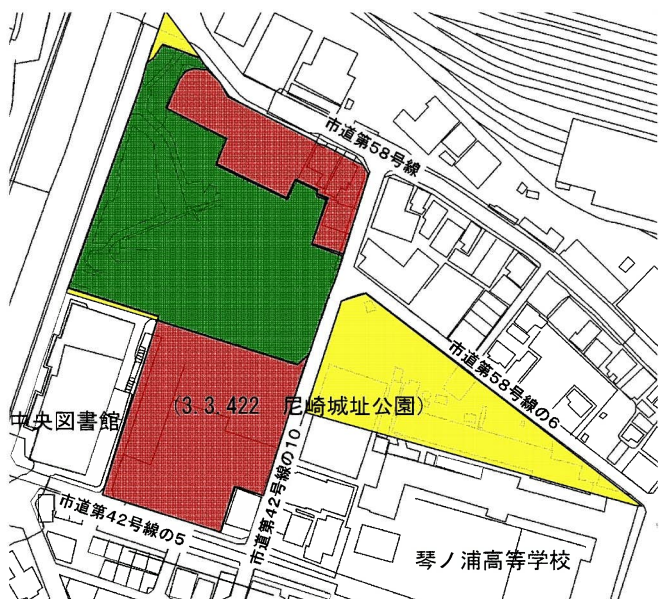 市道第58号線
市道第58号線の6
(3.3.422 尼崎城址公園)
中央図書館
市道第42号線の10
市道第42号線の5
琴ノ浦高等学校